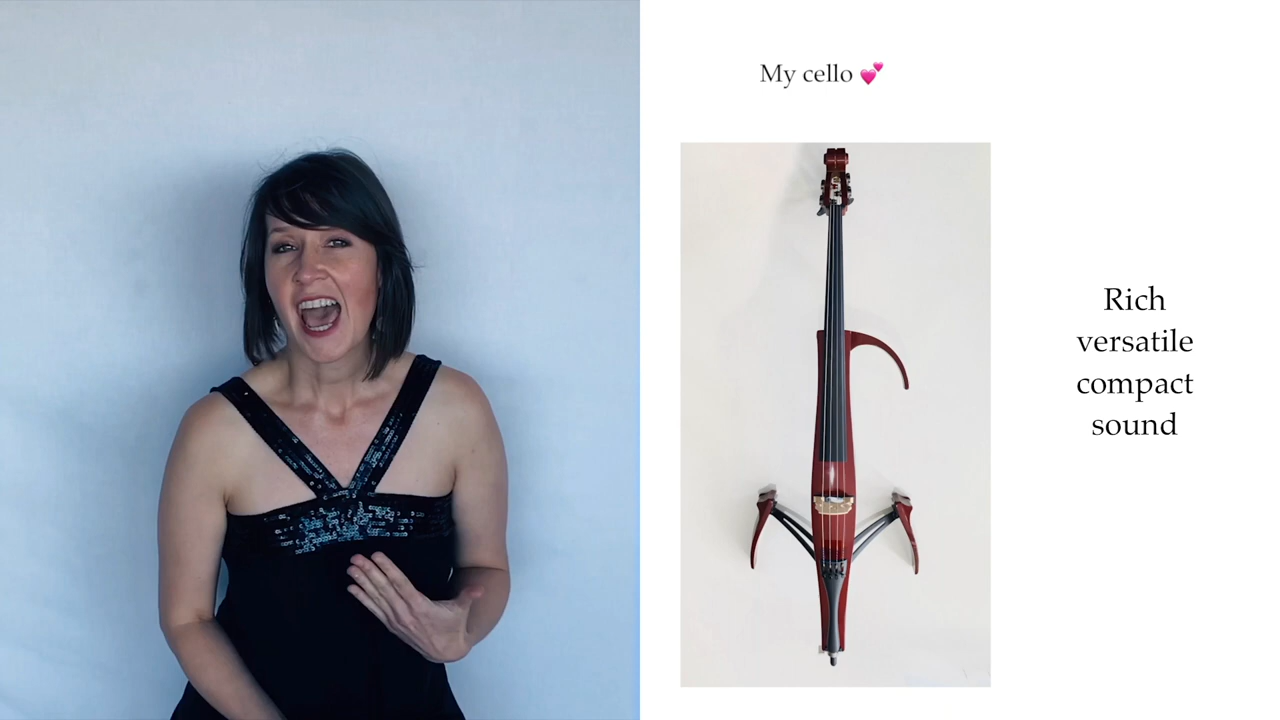 My cello 💕
Rich
versatile
compact
sound